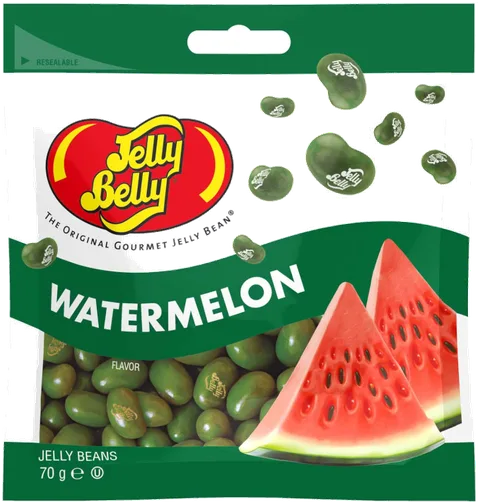 RESEALABLE
Jelly
Belly
THE ORIGINAL GOURMET JELLY BEAN®
WATERMELON
FLAVOR
JELLY BEANS
70 g ℮ Ⓤ